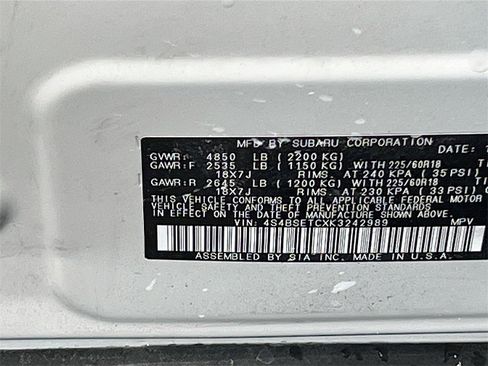 MFD BY SUBARU CORPORATION DATE:
GVWR: 4850 LB (2200 KG)
GAWR:F 2535 LB (1150 KG) WITH 225/60R18
18X7J RIMS. AT 240 KPA ( 35 PSI)
GAWR:R 2645 LB (1200 KG) WITH 225/60R18
18X7J RIMS. AT 230 KPA ( 33 PSI)
THIS VEHICLE CONFORMS TO ALL APPLICABLE FEDERAL MOTOR
VEHICLE SAFETY, BUMPER, AND THEFT PREVENTION STANDARDS
IN EFFECT ON THE DATE OF MANUFACTURE SHOWN ABOVE.
VIN: 4S4BSETCXK3242989 MPV
ASSEMBLED BY SIA INC. MADE IN U.S.A.